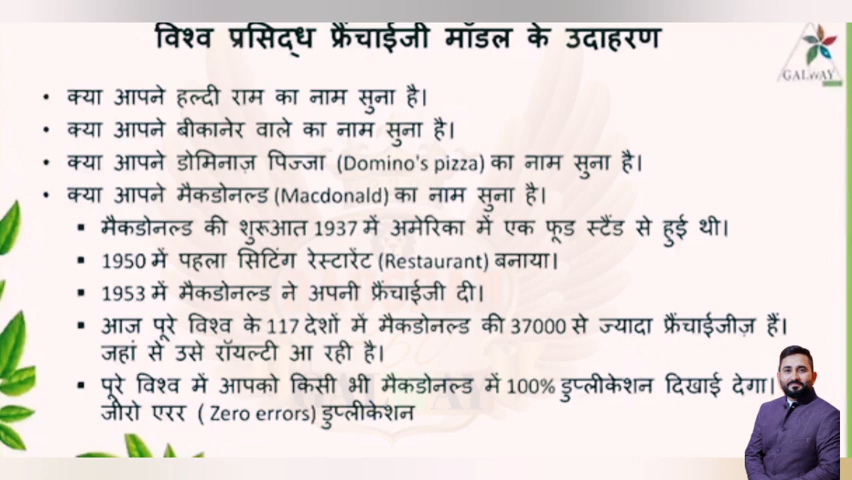 विश्व प्रसिद्ध फ्रैंचाईजी मॉडल के उदाहरण
GALWAY
• क्या आपने हल्दी राम का नाम सुना है।
• क्या आपने बीकानेर वाले का नाम सुना है।
• क्या आपने डोमिनाज़ पिज्जा (Domino's pizza) का नाम सुना है।
• क्या आपने मैकडोनल्ड (Macdonald) का नाम सुना है।
▪ मैकडोनल्ड की शुरूआत 1937 में अमेरिका में एक फूड स्टैंड से हुई थी।
▪ 1950 में पहला सिटिंग रेस्टारेंट (Restaurant) बनाया।
▪ 1953 में मैकडोनल्ड ने अपनी फ्रैंचाईजी दी।
▪ आज पूरे विश्व के 117 देशों में मैकडोनल्ड की 37000 से ज्यादा फ्रैंचाईजीज़ हैं।
जहां से उसे रॉयल्टी आ रही है।
▪ पूरे विश्व में आपको किसी भी मैकडोनल्ड में 100% डुप्लीकेशन दिखाई देगा।
जीरो एरर ( Zero errors) डुप्लीकेशन